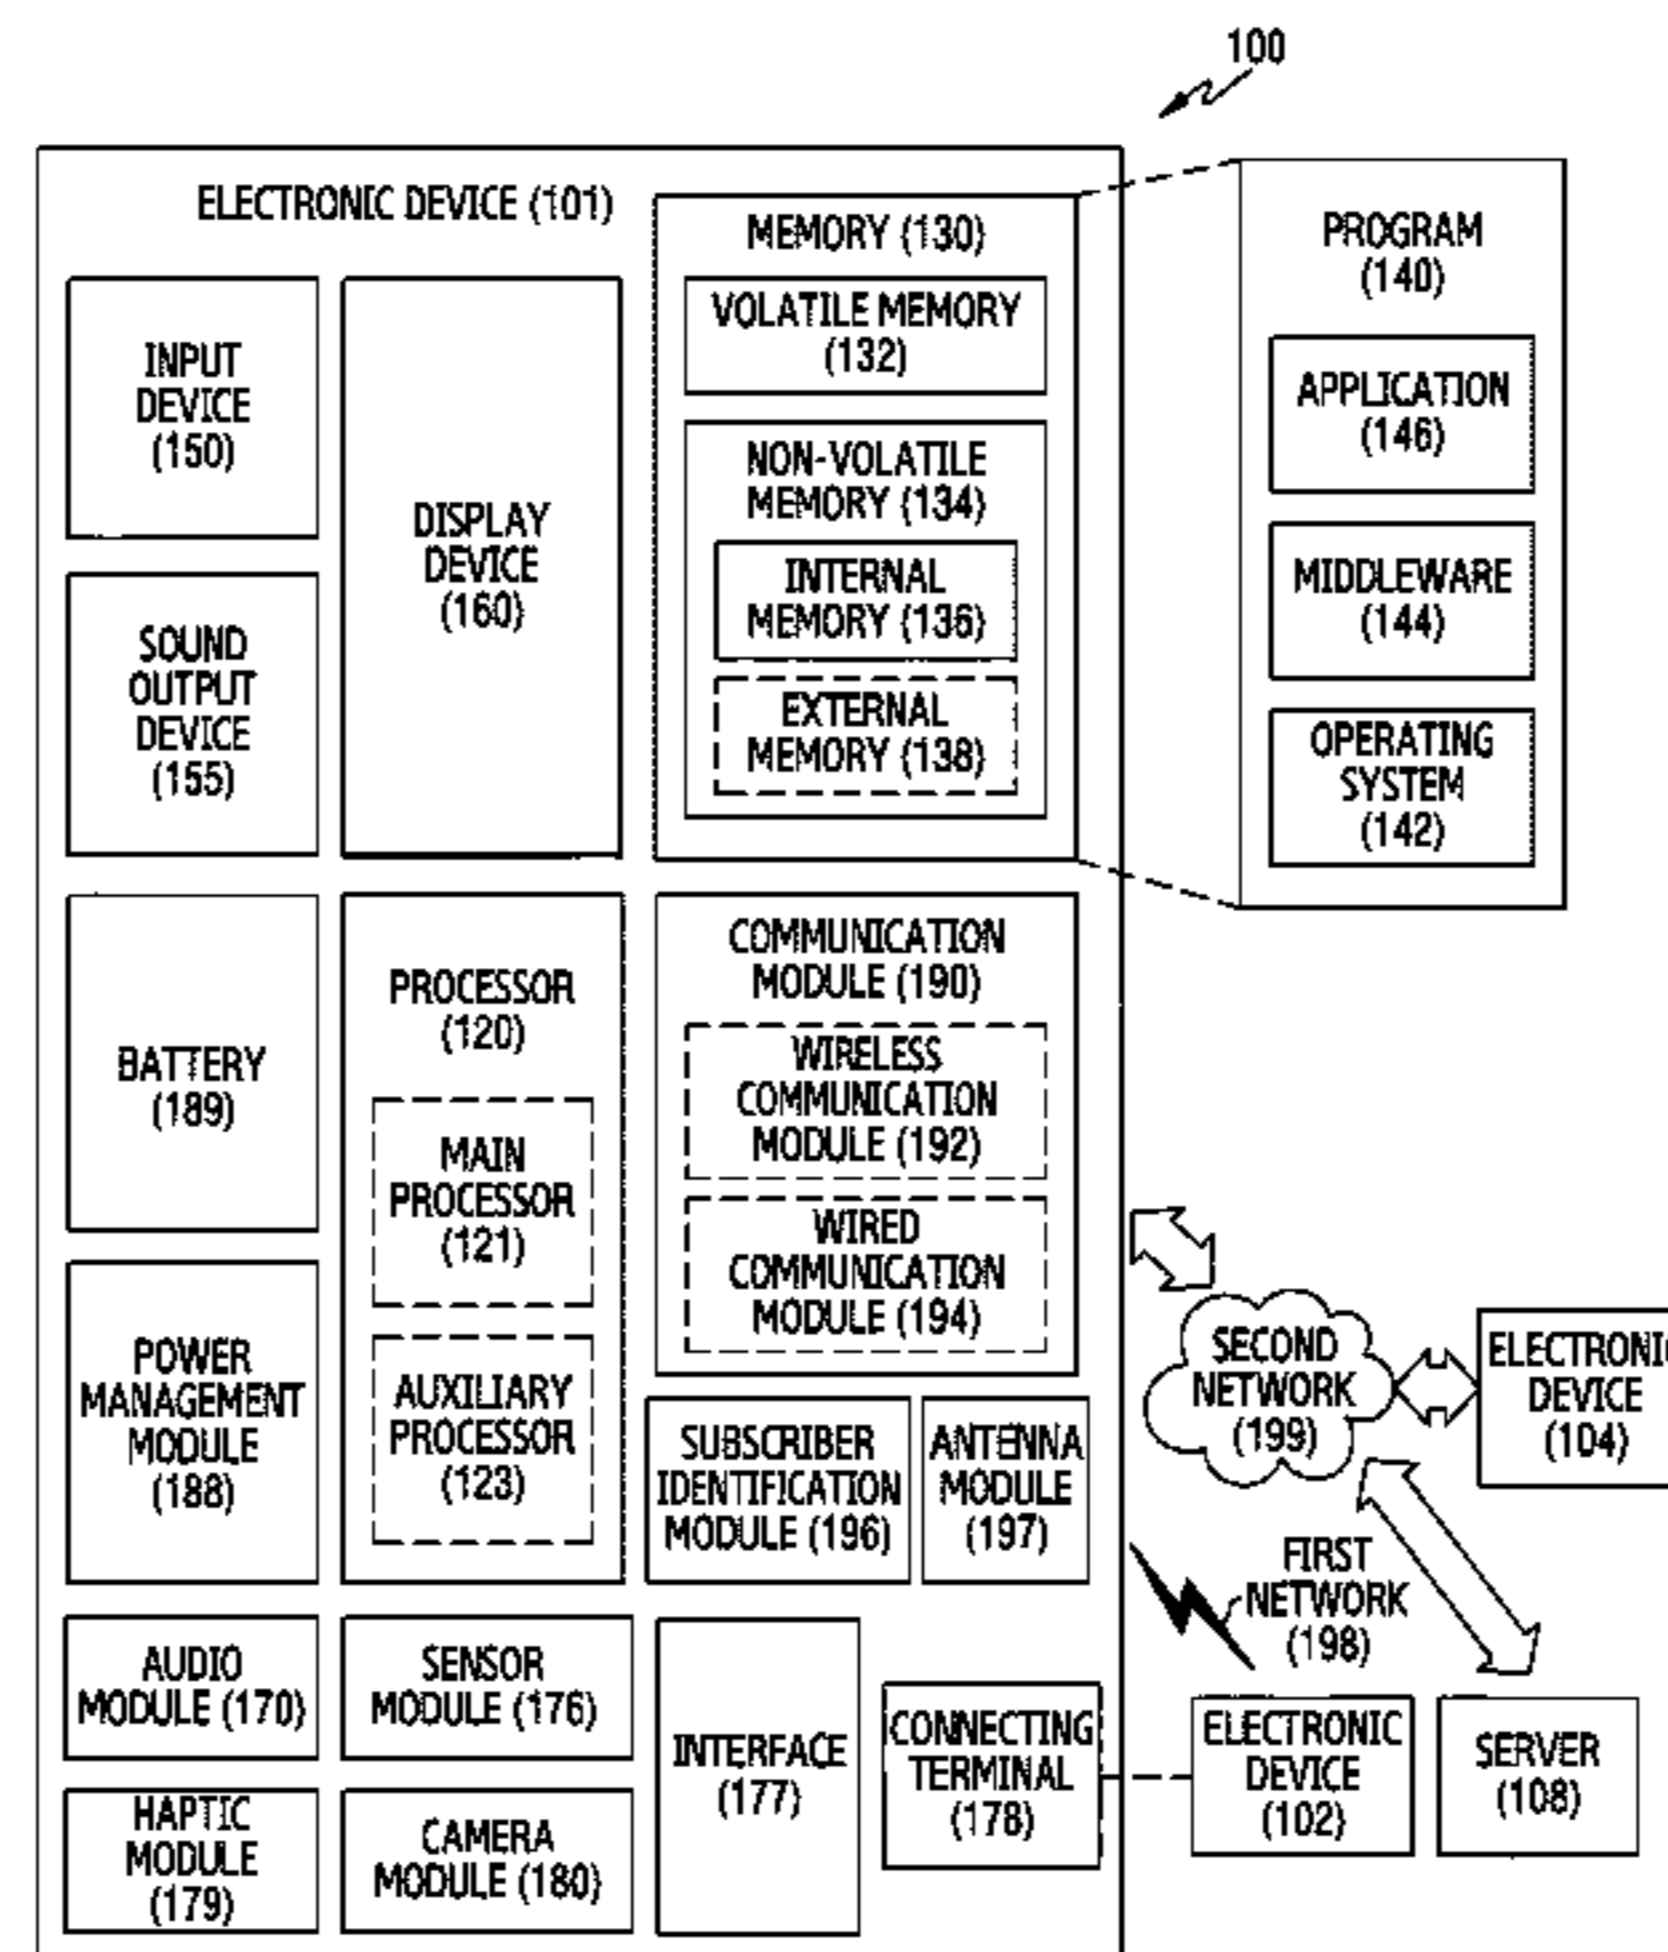 100
ELECTRONIC DEVICE (101)
INPUT
DEVICE
(150)
SOUND
OUTPUT
DEVICE
(155)
DISPLAY
DEVICE
(160)
MEMORY (130)
VOLATILE MEMORY
(132)
NON-VOLATILE
MEMORY (134)
INTERNAL
MEMORY (136)
EXTERNAL
MEMORY (138)
PROGRAM
(140)
APPLICATION
(146)
MIDDLEWARE
(144)
OPERATING
SYSTEM
(142)
BATTERY
(189)
POWER
MANAGEMENT
MODULE
(188)
PROCESSOR
(120)
MAIN
PROCESSOR
(121)
AUXILIARY
PROCESSOR
(123)
COMMUNICATION
MODULE (190)
WIRELESS
COMMUNICATION
MODULE (192)
WIRED
COMMUNICATION
MODULE (194)
SUBSCRIBER
IDENTIFICATION
MODULE (196)
ANTENNA
MODULE
(197)
SECOND
NETWORK
(199)
ELECTRONIC
DEVICE
(104)
FIRST
NETWORK
(198)
AUDIO
MODULE (170)
SENSOR
MODULE (176)
HAPTIC
MODULE
(179)
CAMERA
MODULE (180)
INTERFACE
(177)
CONNECTING
TERMINAL
(178)
ELECTRONIC
DEVICE
(102)
SERVER
(108)